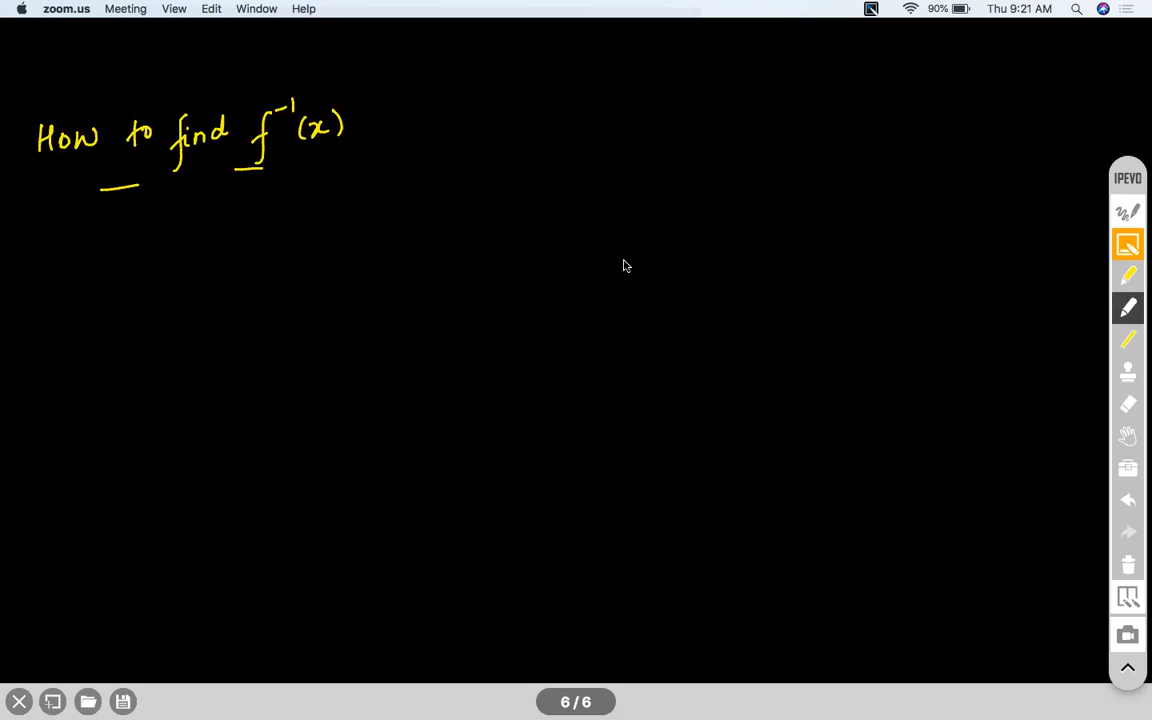 zoom.us Meeting View Edit Window Help 90% Thu 9:21 AM
How to find f⁻¹(x)
IPEVO
6 / 6